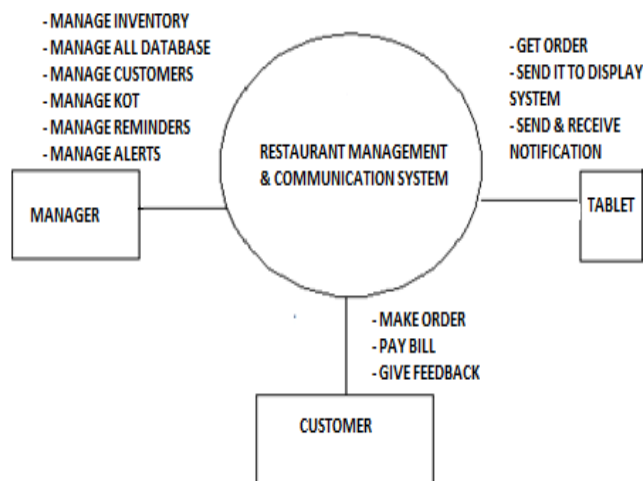 - MANAGE INVENTORY
- MANAGE ALL DATABASE
- MANAGE CUSTOMERS
- MANAGE KOT
- MANAGE REMINDERS
- MANAGE ALERTS
MANAGER
RESTAURANT MANAGEMENT
& COMMUNICATION SYSTEM
- GET ORDER
- SEND IT TO DISPLAY
SYSTEM
- SEND & RECEIVE
NOTIFICATION
TABLET
- MAKE ORDER
- PAY BILL
- GIVE FEEDBACK
CUSTOMER